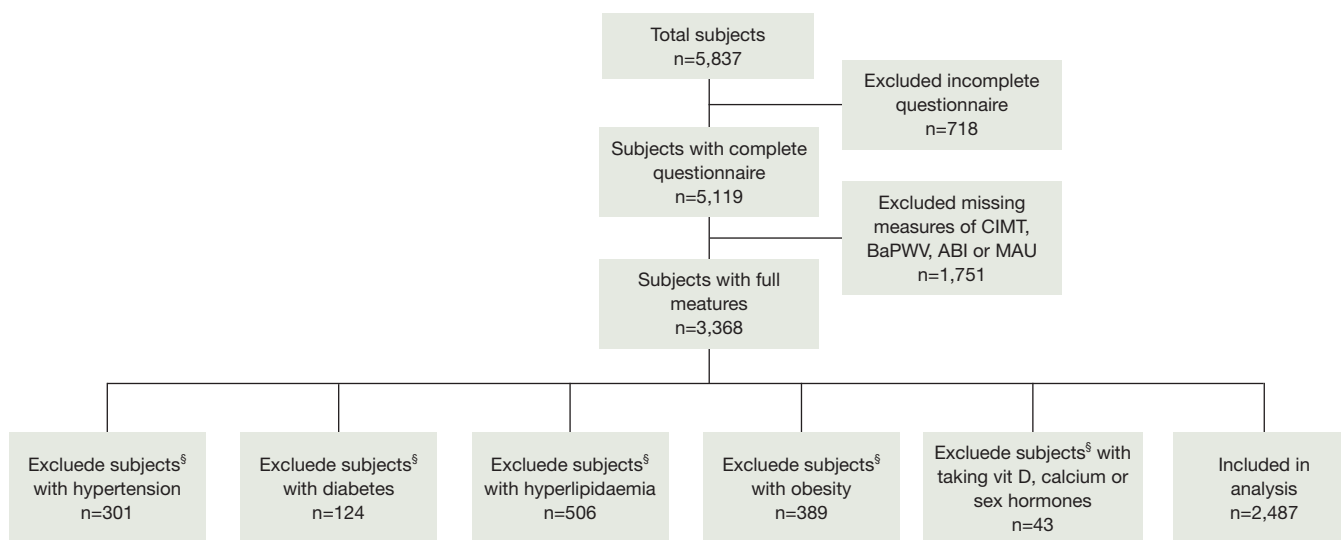 Total subjects
n=5,837
Excluded incomplete
questionnaire
n=718
Subjects with complete
questionnaire
n=5,119
Excluded missing
measures of CIMT,
BaPWV, ABI or MAU
n=1,751
Subjects with full
meatures
n=3,368
Excluede subjects§
with hypertension
n=301
Excluede subjects§
with diabetes
n=124
Excluede subjects§
with hyperlipidaemia
n=506
Excluede subjects§
with obesity
n=389
Excluede subjects§ with
taking vit D, calcium or
sex hormones
n=43
Included in
analysis
n=2,487